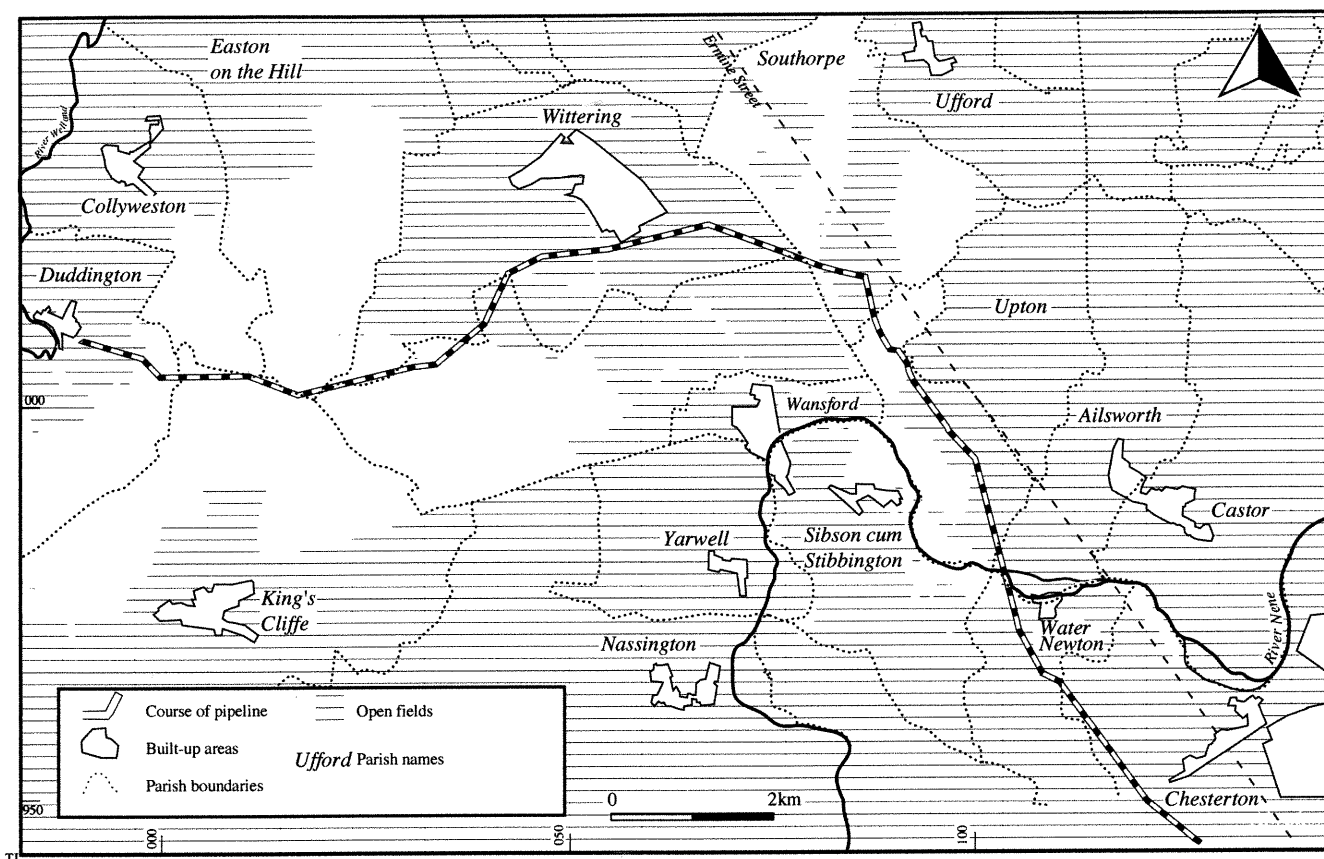 Easton
on the Hill
Ermine Street
Southorpe
Ufford
River Welland
Wittering
Collyweston
Duddington
Upton
000
Wansford
Ailsworth
Castor
Yarwell
Sibson cum
Stibbington
King's
Cliffe
Water
Newton
River Nene
Nassington
Course of pipeline
Open fields
Built-up areas
Ufford Parish names
Parish boundaries
0 2km
Chesterton
950
000
050
100